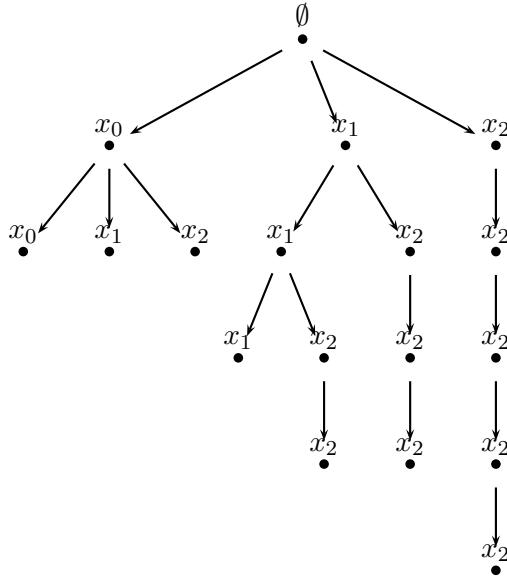 ∅
x₀ x₁ x₂
x₀ x₁ x₂ x₁ x₂ x₂
x₁ x₂ x₂ x₂
x₂ x₂ x₂
x₂